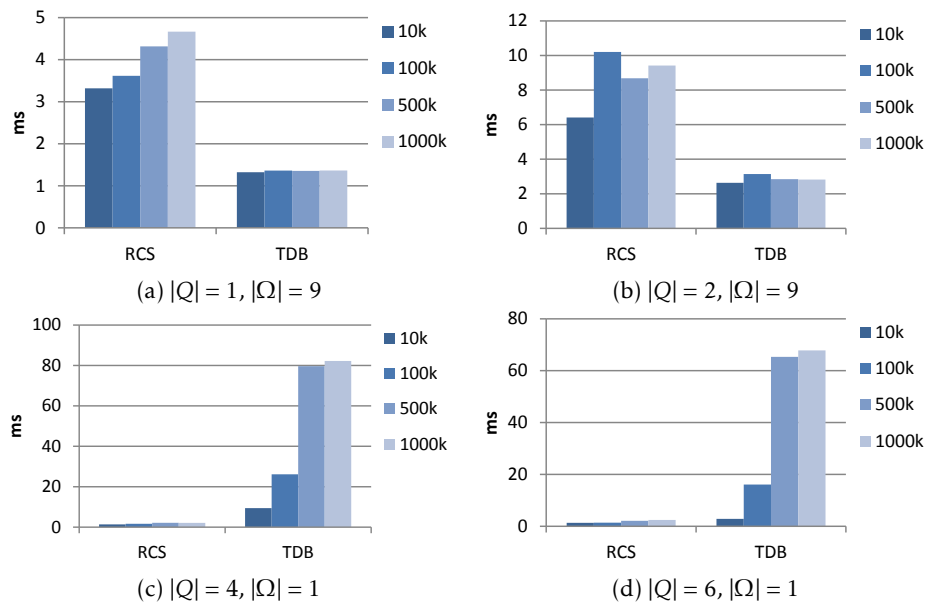 5
4
3
2
1
0
ms
RCS
TDB
10k
100k
500k
1000k
(a) |Q| = 1, |Ω| = 9
12
10
8
6
4
2
0
ms
RCS
TDB
10k
100k
500k
1000k
(b) |Q| = 2, |Ω| = 9
100
80
60
40
20
0
ms
RCS
TDB
10k
100k
500k
1000k
(c) |Q| = 4, |Ω| = 1
80
60
40
20
0
ms
RCS
TDB
10k
100k
500k
1000k
(d) |Q| = 6, |Ω| = 1